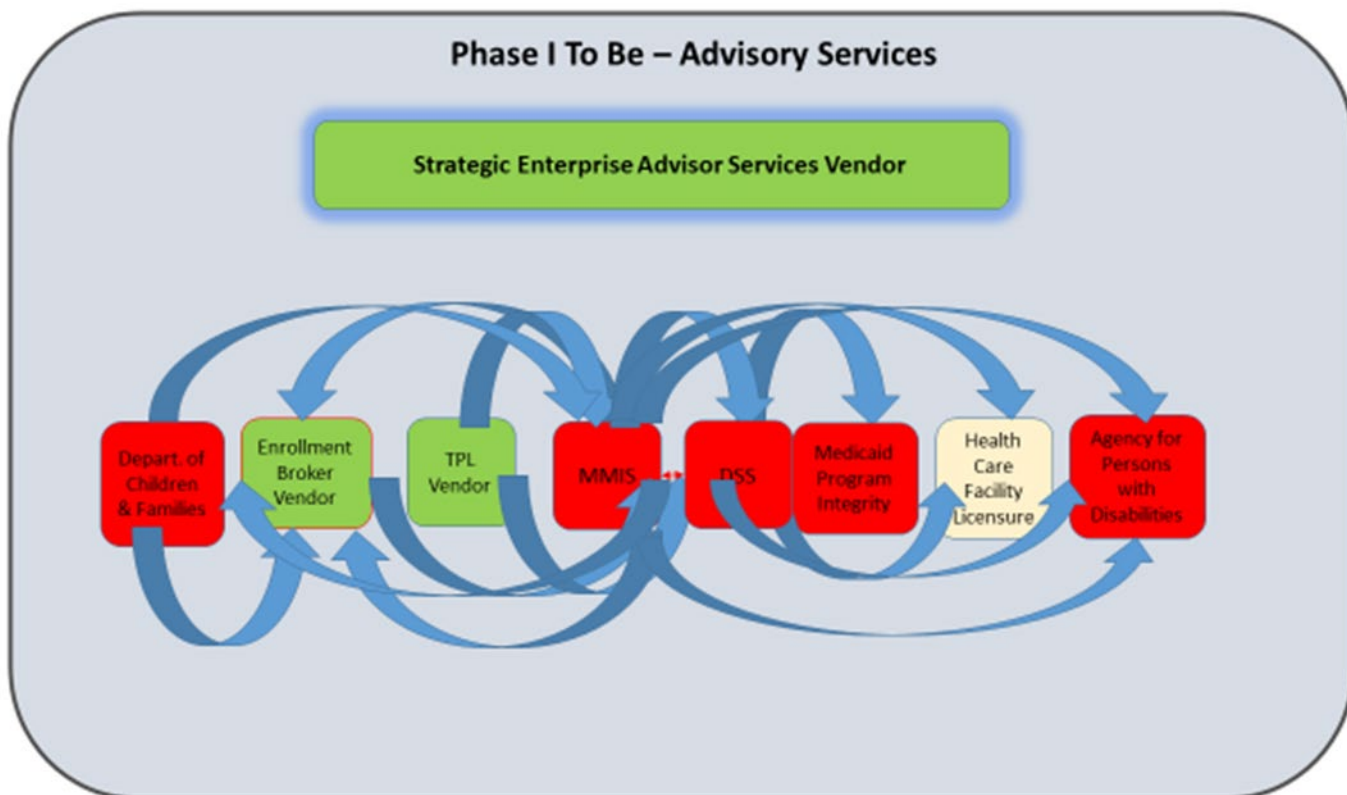 Phase I To Be – Advisory Services
Strategic Enterprise Advisor Services Vendor
Depart. of
Children
& Families
Enrollment
Broker
Vendor
TPL
Vendor
MMIS
DSS
Medicaid
Program
Integrity
Health
Care
Facility
Licensure
Agency for
Persons
with
Disabilities